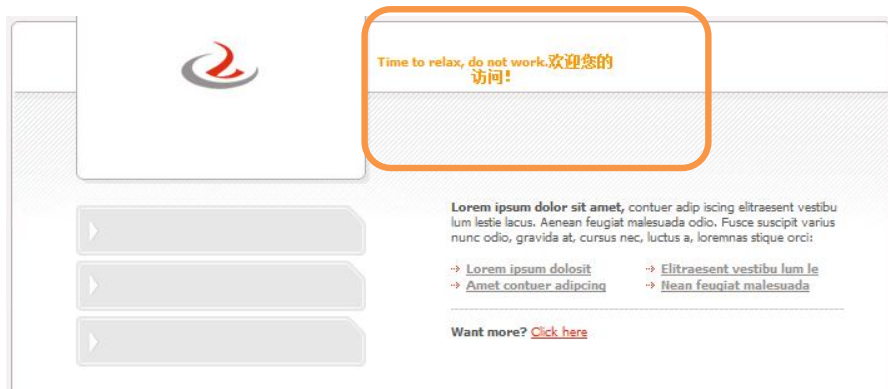 Time to relax, do not work.欢迎您的
访问!
Lorem ipsum dolor sit amet, contuer adip iscing elitraesent vestibu
lum lestie lacus. Aenean feugiat malesuada odio. Fusce suscipit varius
nunc odio, gravida at, cursus nec, luctus a, loremnas stique orci:
Lorem ipsum dolosit
Elitraesent vestibu lum le
Amet contuer adipcing
Nean feugiat malesuada
Want more? Click here